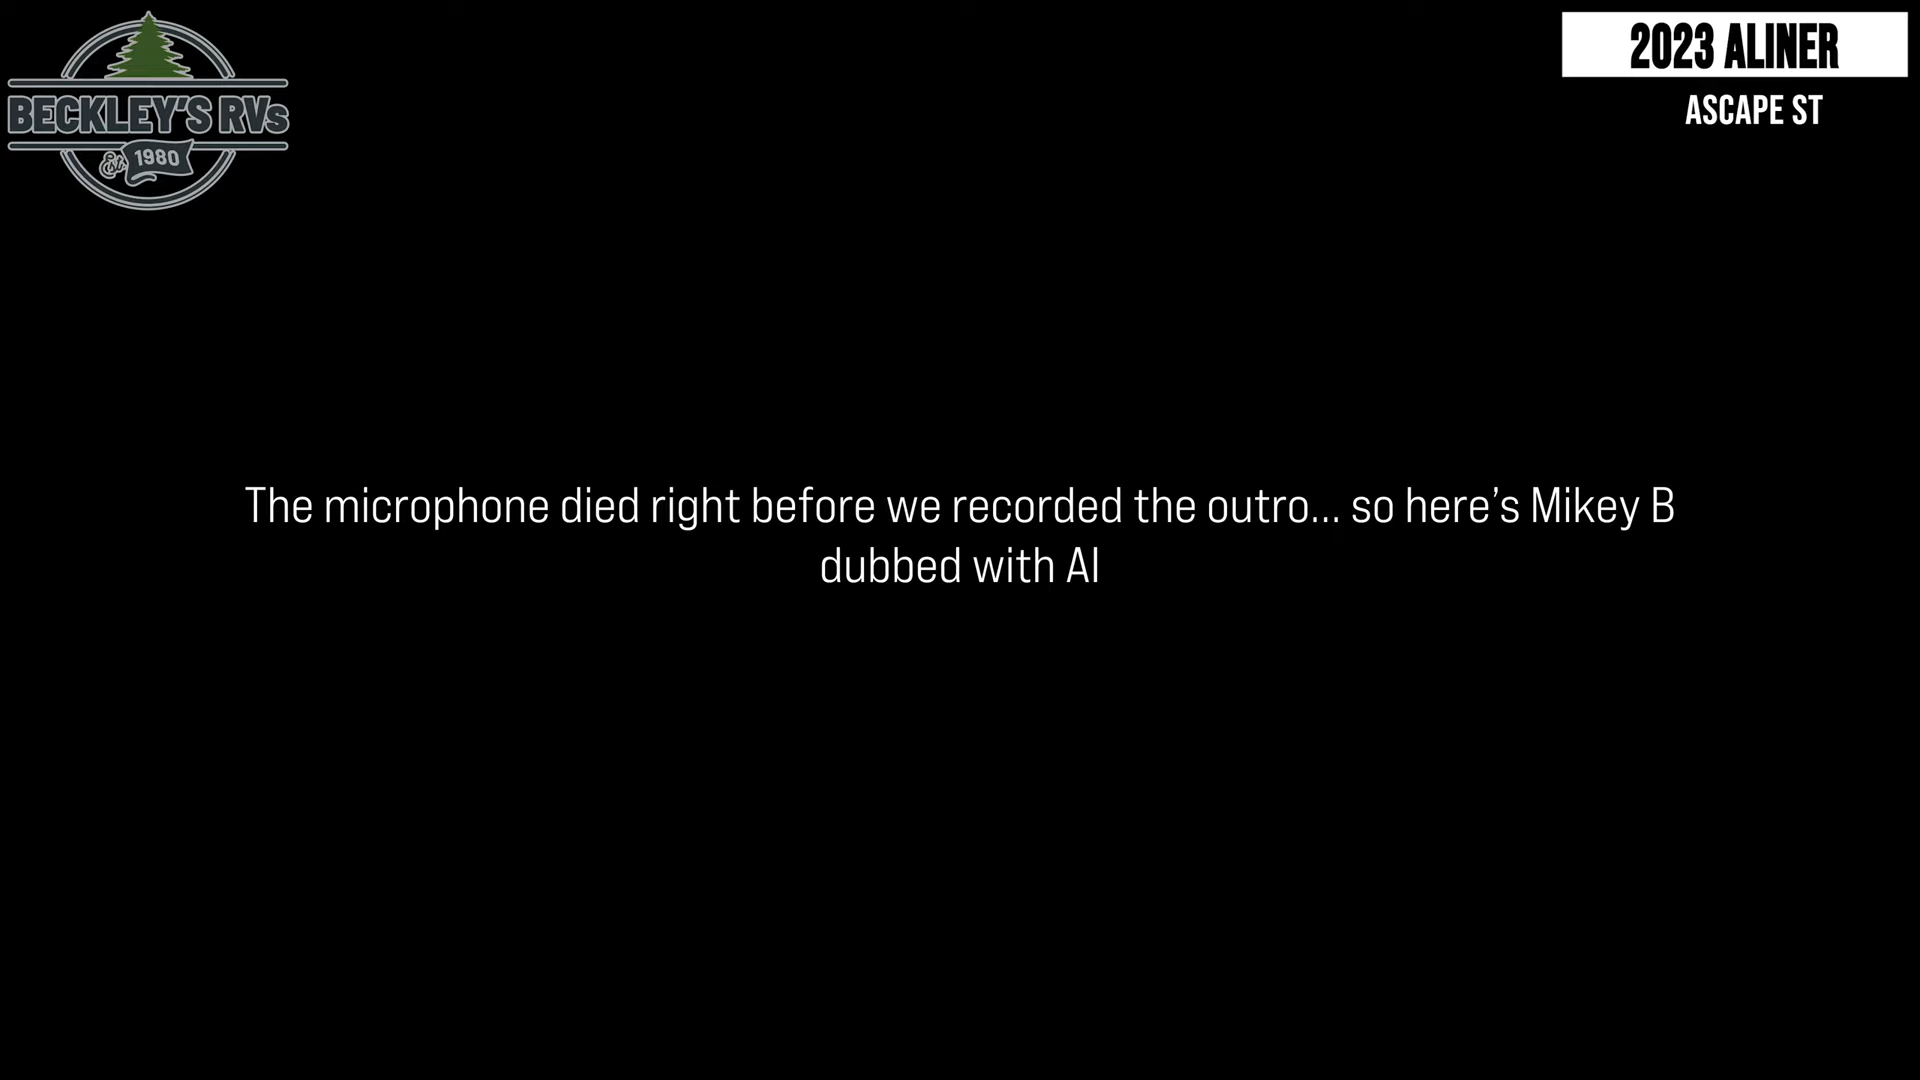 BECKLEY'S RVs
Est 1980
2023 ALINER
ASCAPE ST
The microphone died right before we recorded the outro... so here’s Mikey B
dubbed with AI